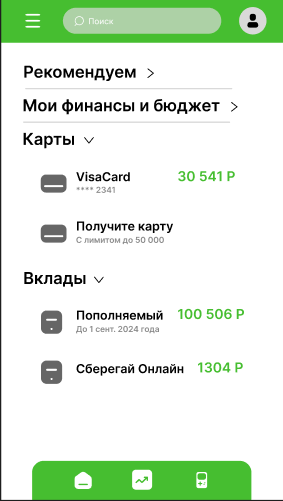 Поиск
Рекомендуем
Мои финансы и бюджет
Карты
VisaCard 30 541 Р
**** 2341
Получите карту
С лимитом до 50 000
Вклады
Пополняемый 100 506 Р
До 1 сент. 2024 года
Сберегай Онлайн 1304 Р